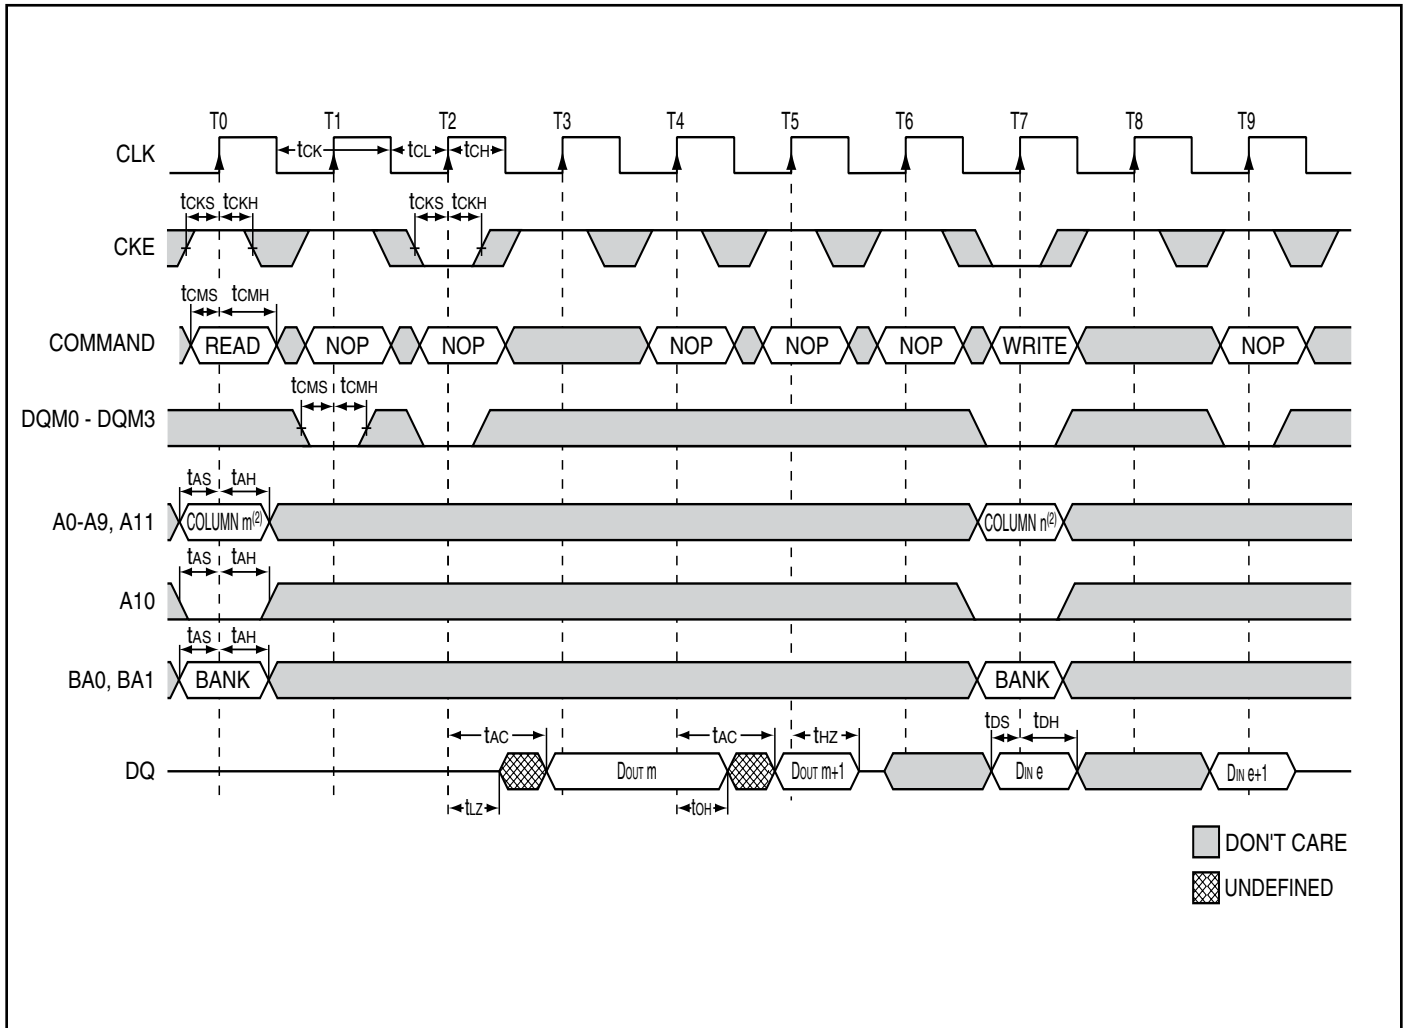 T0 T1 T2 T3 T4 T5 T6 T7 T8 T9
CLK tCK tCL tCH
tCKS tCKH tCKS tCKH
CKE
tCMS tCMH
COMMAND READ NOP NOP NOP NOP NOP WRITE NOP
tCMS tCMH
DQM0 - DQM3
tAS tAH
A0-A9, A11 COLUMN m(2) COLUMN n(2)
tAS tAH
A10
tAS tAH
BA0, BA1 BANK BANK
tAC tAC tHZ tDS tDH
DQ DOUT m DOUT m+1 DIN e DIN e+1
tLZ tOH
DON'T CARE
UNDEFINED